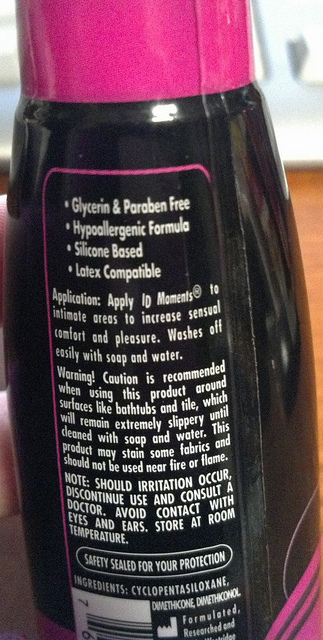 • Glycerin & Paraben Free
• Hypoallergenic Formula
• Silicone Based
• Latex Compatible
Application: Apply ID Moments® to
intimate areas to increase sensual
comfort and pleasure. Washes off
easily with soap and water.
Warning! Caution is recommended
when using this product around
surfaces like bathtubs and tile, which
will remain extremely slippery until
cleaned with soap and water. This
product may stain some fabrics and
should not be used near fire or flame.
NOTE: SHOULD IRRITATION OCCUR,
DISCONTINUE USE AND CONSULT A
DOCTOR. AVOID CONTACT WITH
EYES AND EARS. STORE AT ROOM
TEMPERATURE.
SAFETY SEALED FOR YOUR PROTECTION
INGREDIENTS: CYCLOPENTASILOXANE,
DIMETHICONE, DIMETHICONOL
Formulated,
Researched and
7